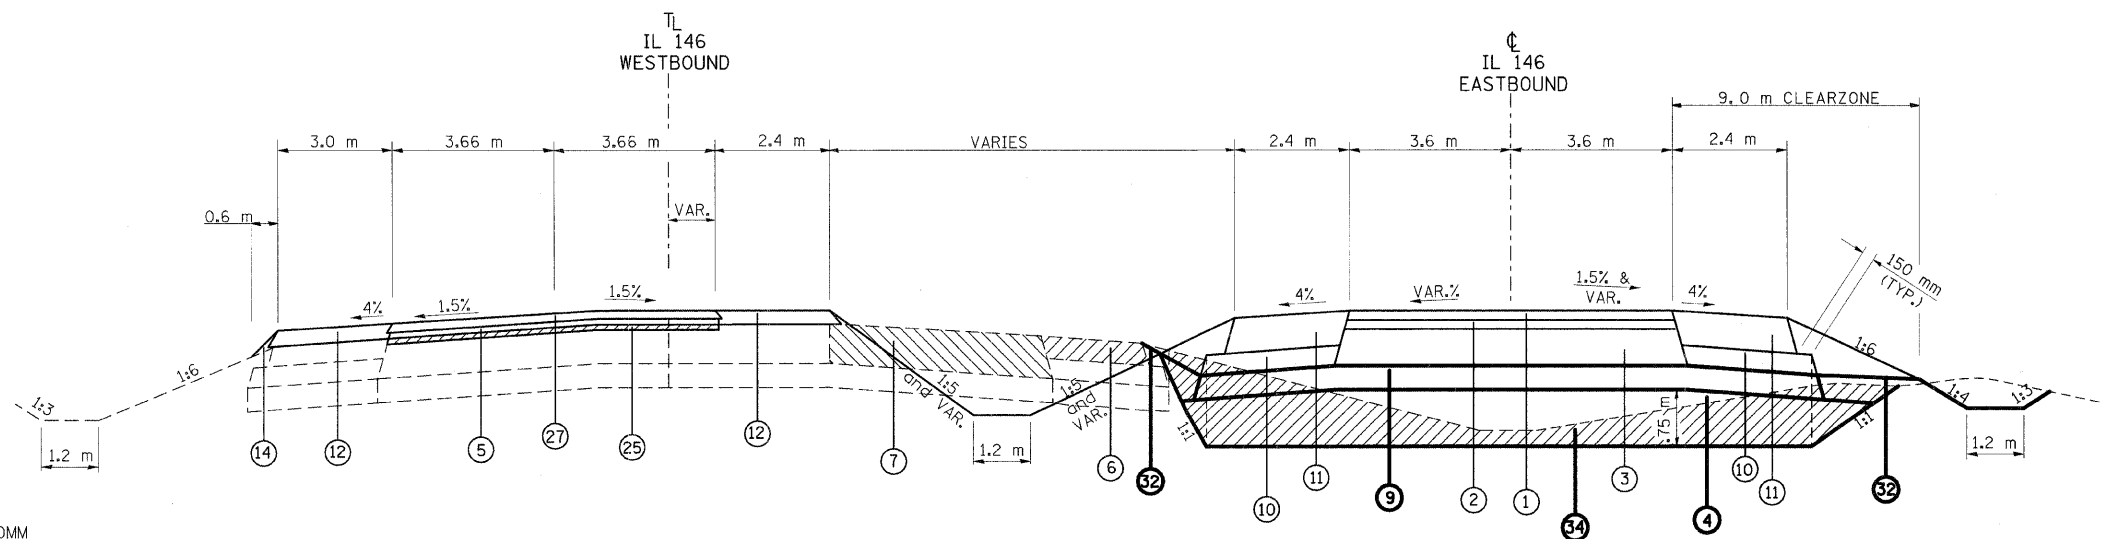 TL
IL 146
WESTBOUND
℄
IL 146
EASTBOUND
9.0 m CLEARZONE
3.0 m
3.66 m
3.66 m
2.4 m
VARIES
2.4 m
3.6 m
3.6 m
2.4 m
0.6 m
VAR.
150 mm
(TYP.)
4%
1.5%
1.5%
4%
VAR.%
1.5% &
VAR.
4%
1:6
1:3
1:5
and VAR.
1:5
and
VAR.
1:1
.75 m
1:1
1:6
1:4
1:3
1.2 m
1.2 m
1.2 m
14
12
5
27
25
12
7
6
32
10
11
9
2
1
34
3
4
10
11
32
0MM